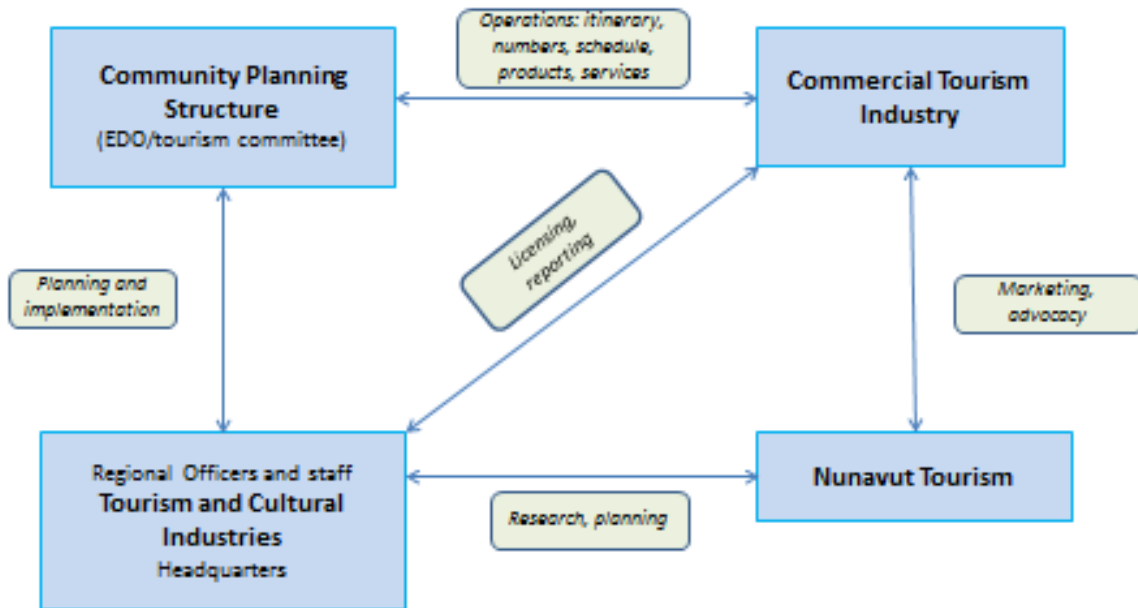 Operations: itinerary,
numbers, schedule,
products, services
Community Planning
Structure
(EDO/tourism committee)
Commercial Tourism
Industry
Licensing,
reporting
Planning and
implementation
Marketing,
advocacy
Regional Officers and staff
Tourism and Cultural
Industries
Headquarters
Nunavut Tourism
Research, planning